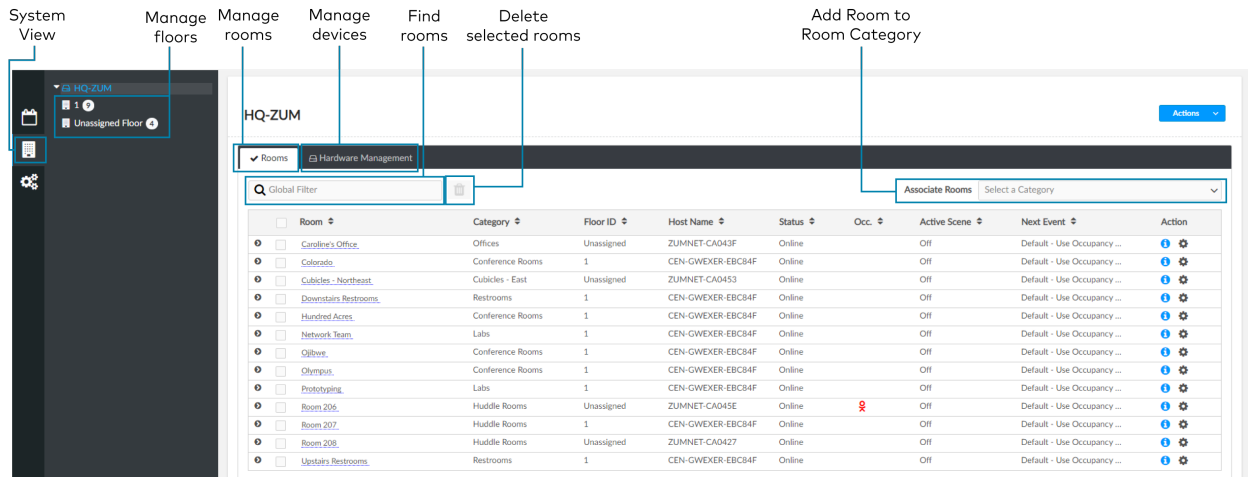 System View
Manage floors
Manage rooms
Manage devices
Find rooms
Delete selected rooms
Add Room to Room Category
HQ-ZUM
1 9
Unassigned Floor 4
HQ-ZUM
Actions
Rooms
Hardware Management
Global Filter
Associate Rooms Select a Category
Room Category Floor ID Host Name Status Occ. Active Scene Next Event Action
Caroline's Office Offices Unassigned ZUMNET-CA043F Online Off Default - Use Occupancy ...
Colorado Conference Rooms 1 CEN-GWEXER-EBC84F Online Off Default - Use Occupancy ...
Cubicles - Northeast Cubicles - East Unassigned ZUMNET-CA0453 Online Off Default - Use Occupancy ...
Downstairs Restrooms Restrooms 1 CEN-GWEXER-EBC84F Online Off Default - Use Occupancy ...
Hundred Acres Conference Rooms 1 CEN-GWEXER-EBC84F Online Off Default - Use Occupancy ...
Network Team Labs 1 CEN-GWEXER-EBC84F Online Off Default - Use Occupancy ...
Ojibwe Conference Rooms 1 CEN-GWEXER-EBC84F Online Off Default - Use Occupancy ...
Olympus Conference Rooms 1 CEN-GWEXER-EBC84F Online Off Default - Use Occupancy ...
Prototyping Labs 1 CEN-GWEXER-EBC84F Online Off Default - Use Occupancy ...
Room 206 Huddle Rooms Unassigned ZUMNET-CA045E Online Off Default - Use Occupancy ...
Room 207 Huddle Rooms 1 CEN-GWEXER-EBC84F Online Off Default - Use Occupancy ...
Room 208 Huddle Rooms Unassigned ZUMNET-CA0427 Online Off Default - Use Occupancy ...
Upstairs Restrooms Restrooms 1 CEN-GWEXER-EBC84F Online Off Default - Use Occupancy ...